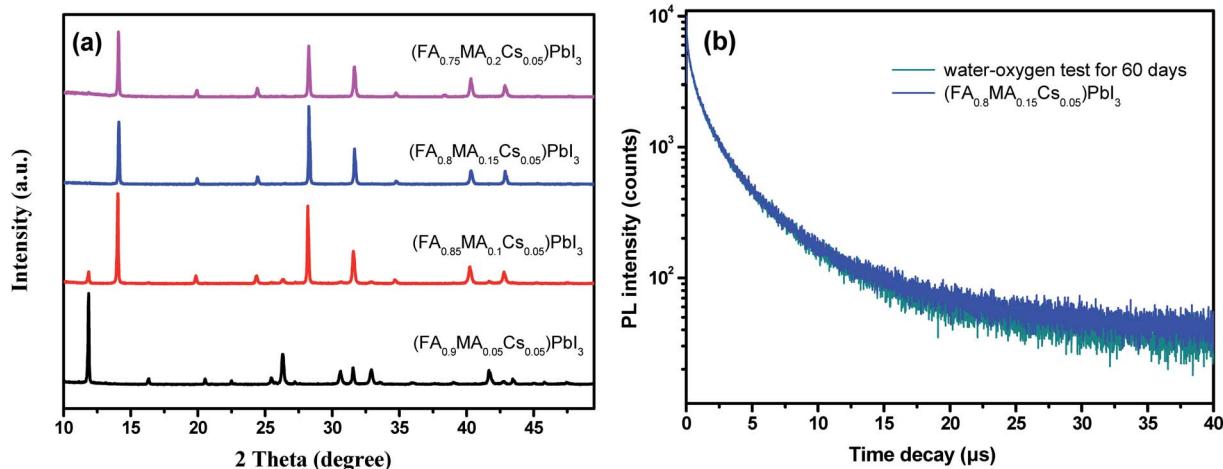 (a)
(FA0.75MA0.2Cs0.05)PbI3
(FA0.8MA0.15Cs0.05)PbI3
(FA0.85MA0.1Cs0.05)PbI3
(FA0.9MA0.05Cs0.05)PbI3
Intensity (a.u.)
10 15 20 25 30 35 40 45
2 Theta (degree)
(b)
water-oxygen test for 60 days
(FA0.8MA0.15Cs0.05)PbI3
PL intensity (counts)
10^4
10^3
10^2
0 5 10 15 20 25 30 35 40
Time decay (μs)